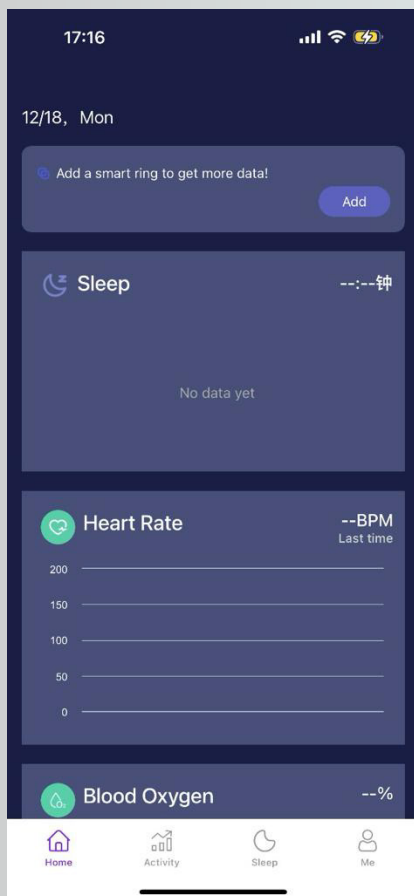 17:16
12/18, Mon
Add a smart ring to get more data!
Add
Sleep
--:--钟
No data yet
Heart Rate
--BPM
Last time
200
150
100
50
0
Blood Oxygen
--%
Home Activity Sleep Me